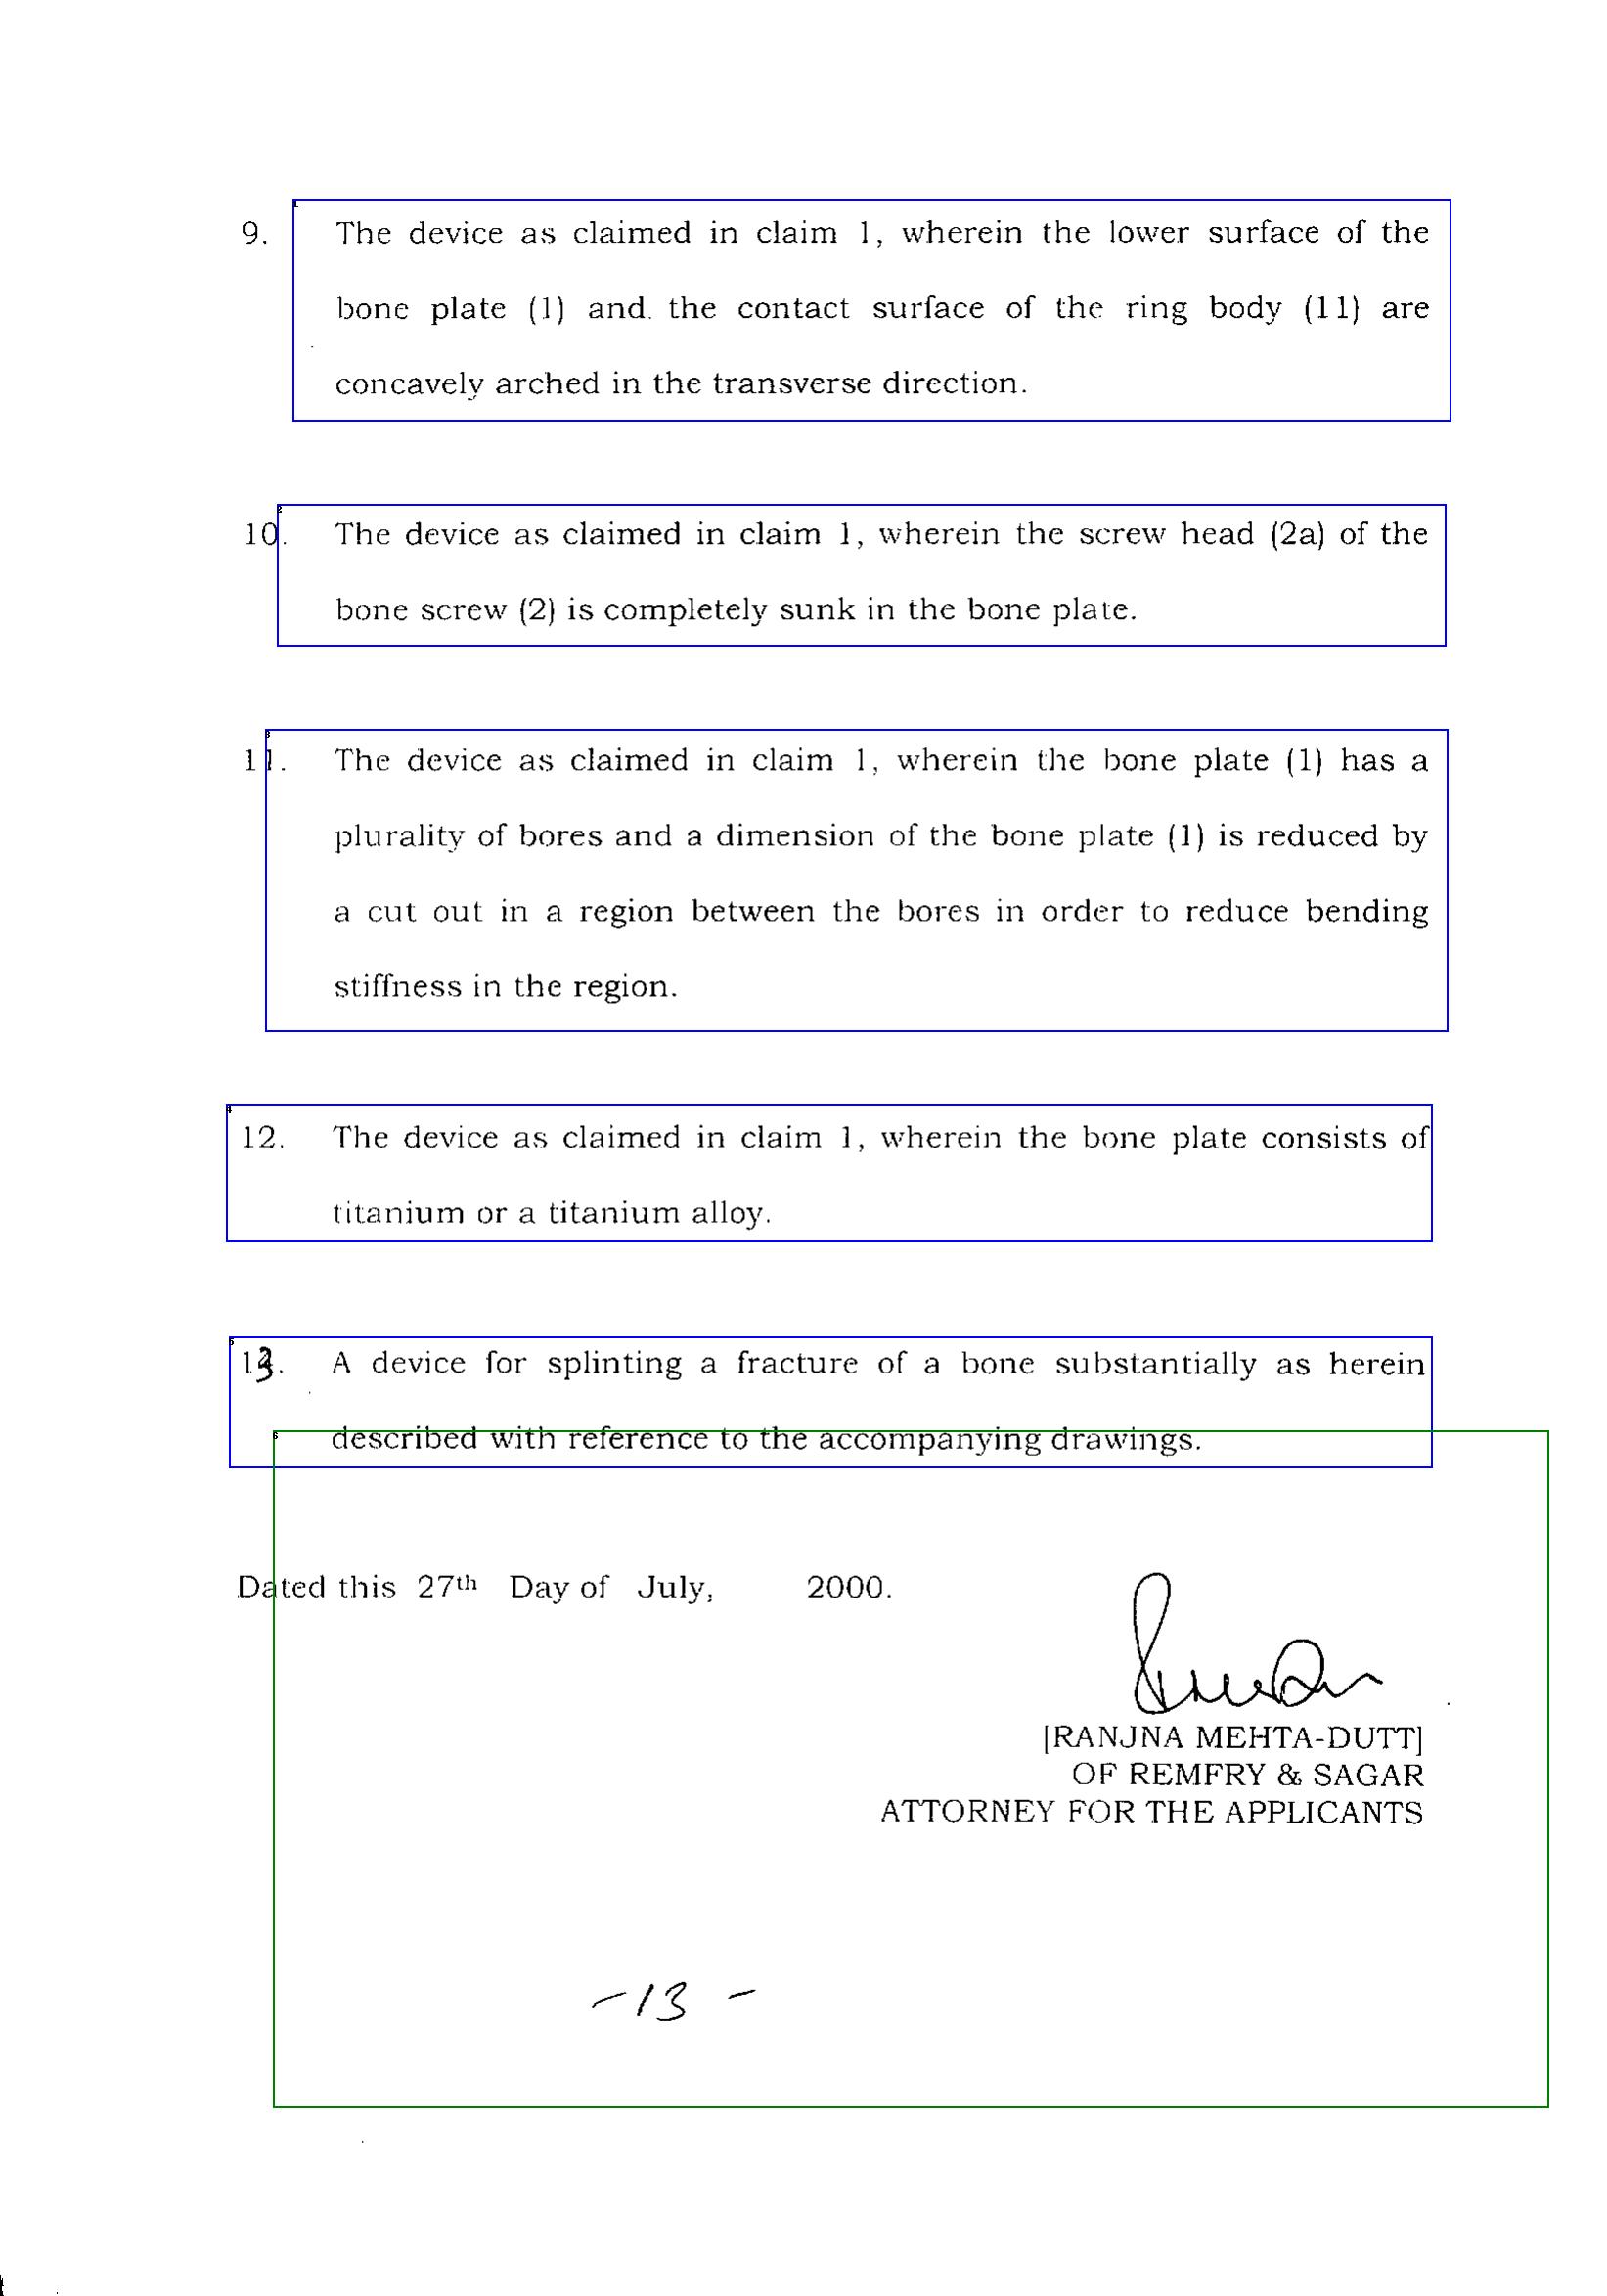 9. The device as claimed in claim 1, wherein the lower surface of the
bone plate (1) and the contact surface of the ring body (11) are
concavely arched in the transverse direction.
10. The device as claimed in claim 1, wherein the screw head (2a) of the
bone screw (2) is completely sunk in the bone plate.
11. The device as claimed in claim 1, wherein the bone plate (1) has a
plurality of bores and a dimension of the bone plate (1) is reduced by
a cut out in a region between the bores in order to reduce bending
stiffness in the region.
12. The device as claimed in claim 1, wherein the bone plate consists of
titanium or a titanium alloy.
13. A device for splinting a fracture of a bone substantially as herein
described with reference to the accompanying drawings.
Dated this 27th Day of July, 2000.
[RANJNA MEHTA-DUTT]
OF REMFRY & SAGAR
ATTORNEY FOR THE APPLICANTS
-13-